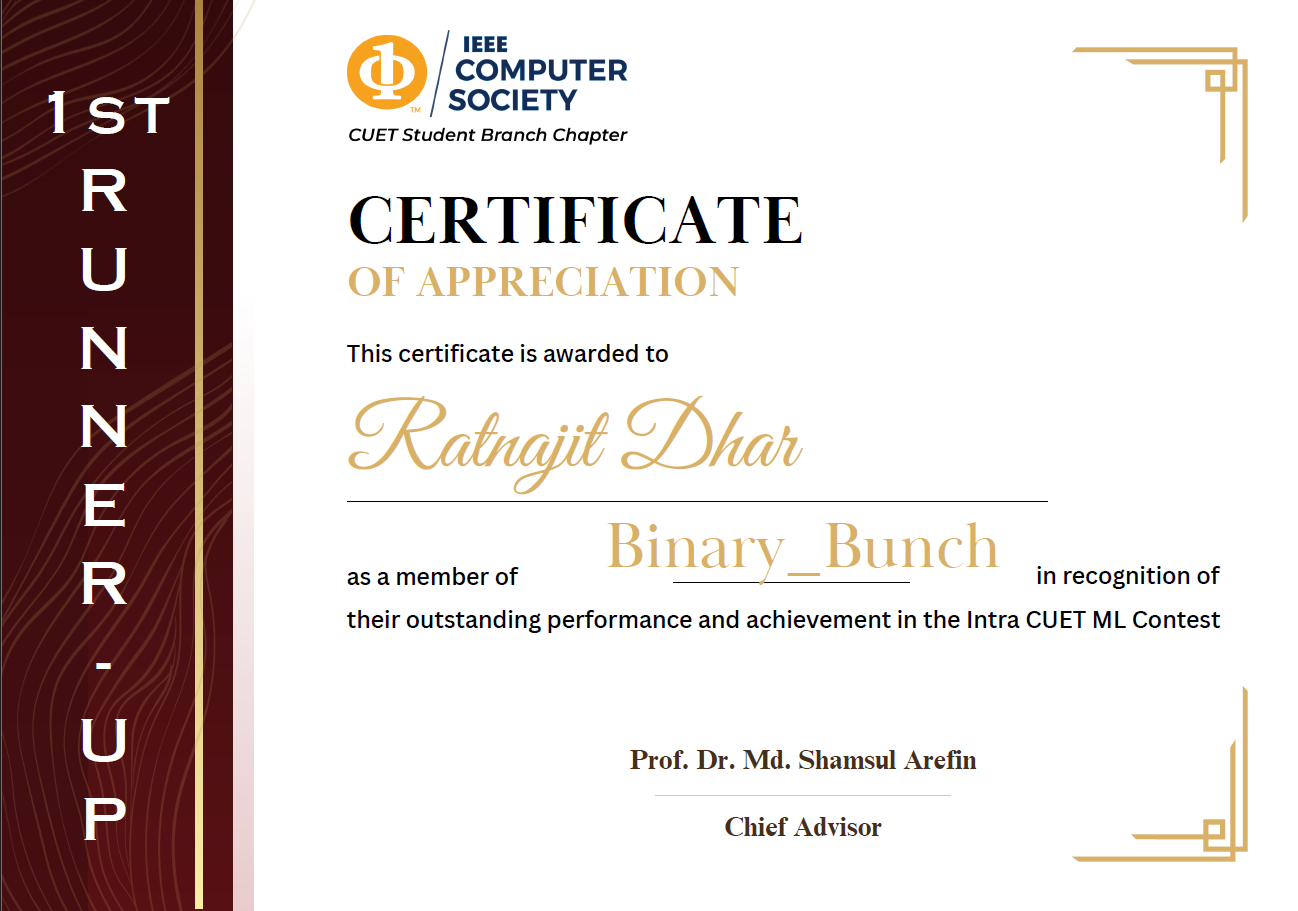 1ST
RUNNER-UP
IEEE
COMPUTER
SOCIETY
TM
CUET Student Branch Chapter
CERTIFICATE
OF APPRECIATION
This certificate is awarded to
Ratnajit Dhar
Binary_Bunch
as a member of in recognition of
their outstanding performance and achievement in the Intra CUET ML Contest
Prof. Dr. Md. Shamsul Arefin
Chief Advisor